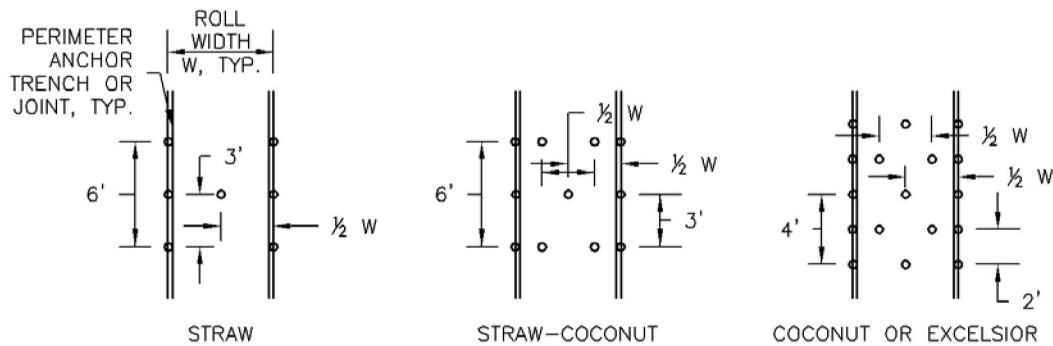 PERIMETER
ANCHOR
TRENCH OR
JOINT, TYP.
ROLL
WIDTH
W, TYP.
6'
3'
½ W
STRAW
½ W
½ W
6'
3'
STRAW-COCONUT
½ W
½ W
4'
2'
COCONUT OR EXCELSIOR